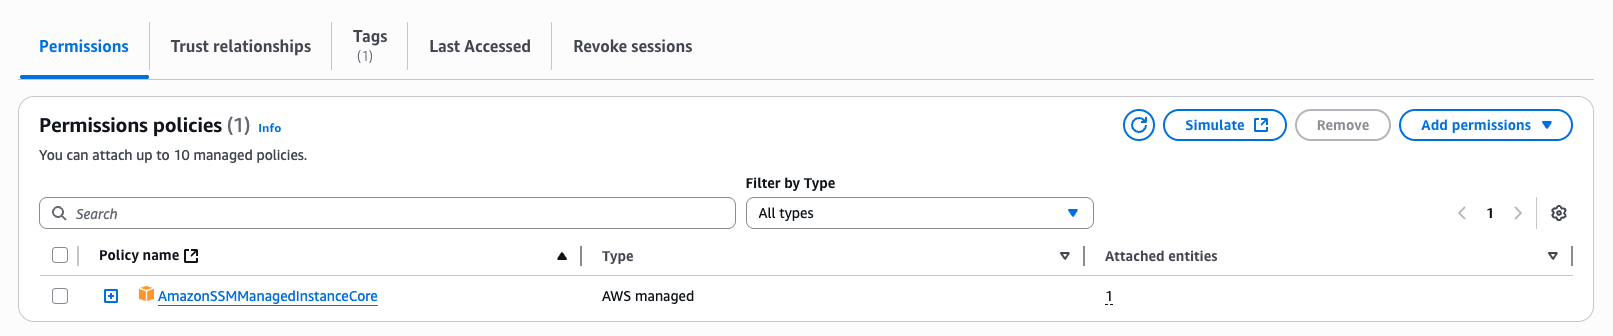 Permissions
Trust relationships
Tags
(1)
Last Accessed
Revoke sessions
Permissions policies (1) Info
Simulate
Remove
Add permissions
You can attach up to 10 managed policies.
Filter by Type
Search
All types
1
Policy name
Type
Attached entities
AmazonSSMManagedInstanceCore
AWS managed
1